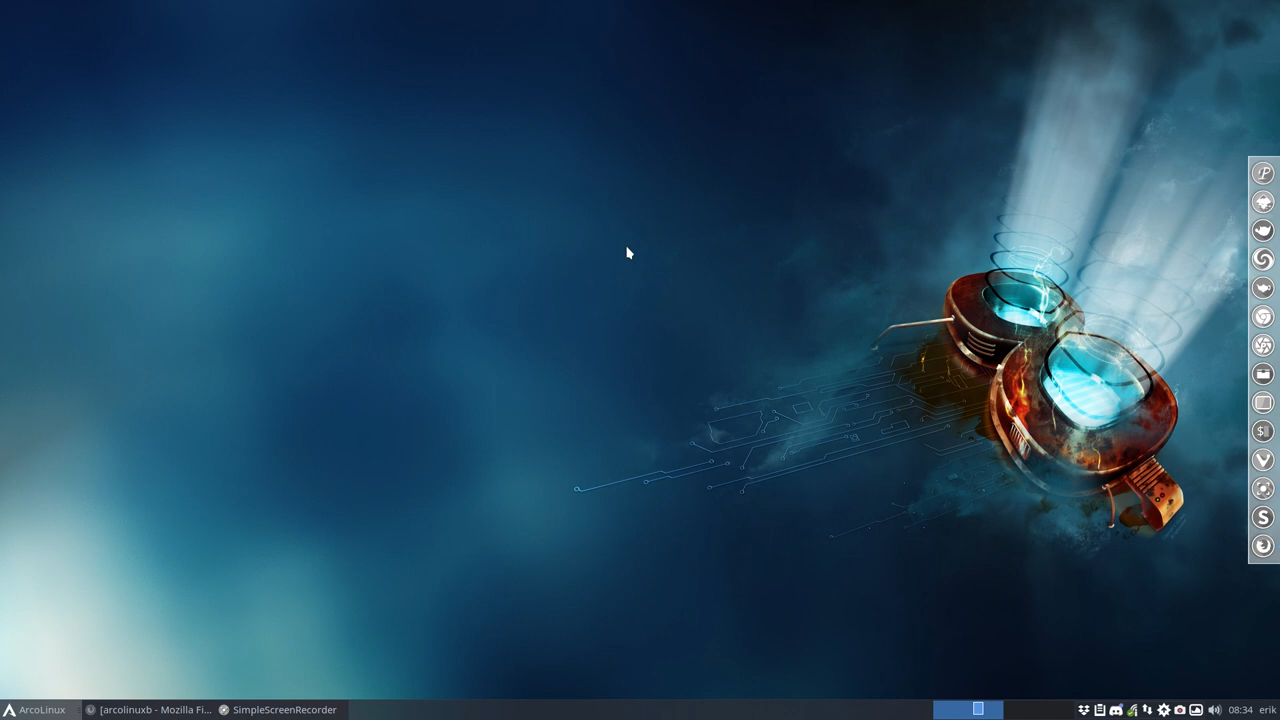 ArcoLinux
[arcolinuxb - Mozilla Fi...
SimpleScreenRecorder
08:34
erik